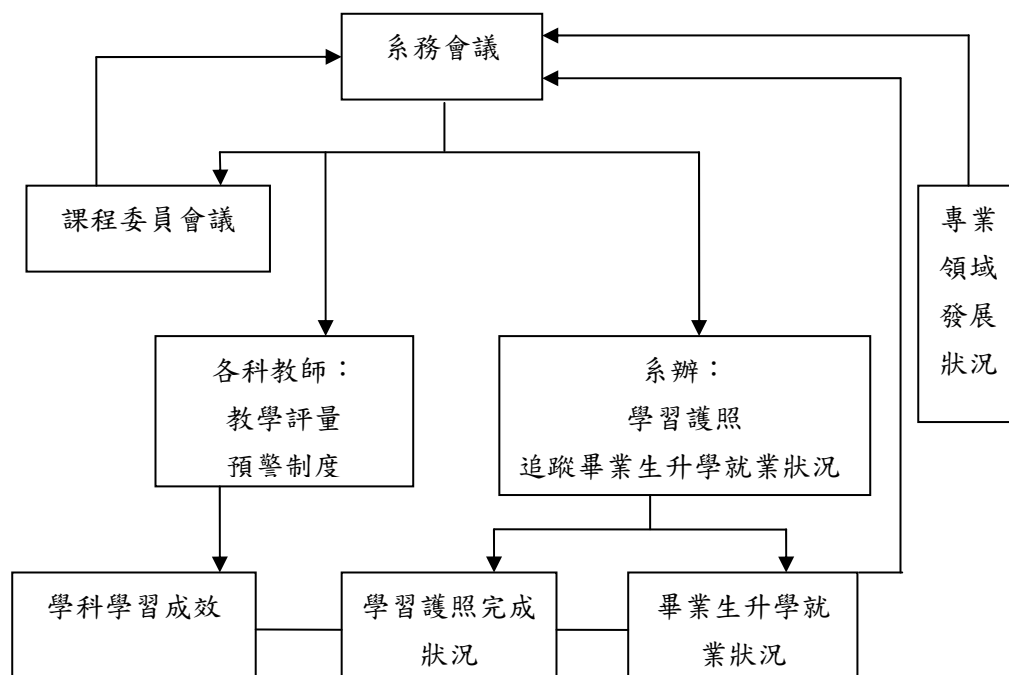 系務會議
課程委員會議
專業
領域
發展
狀況
各科教師：
教學評量
預警制度
系辦：
學習護照
追蹤畢業生升學就業狀況
學科學習成效
學習護照完成
狀況
畢業生升學就
業狀況